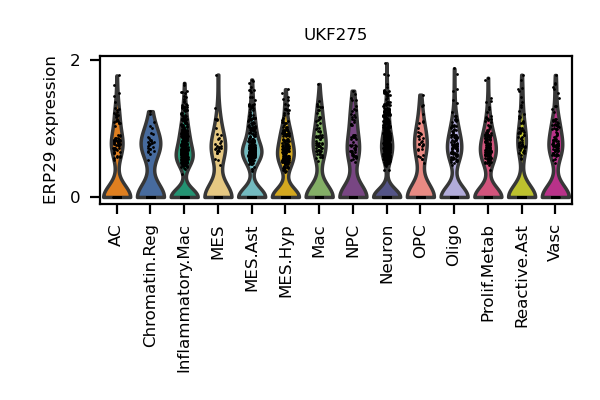 UKF275
ERP29 expression
2
0
AC
Chromatin.Reg
Inflammatory.Mac
MES
MES.Ast
MES.Hyp
Mac
NPC
Neuron
OPC
Oligo
Prolif.Metab
Reactive.Ast
Vasc